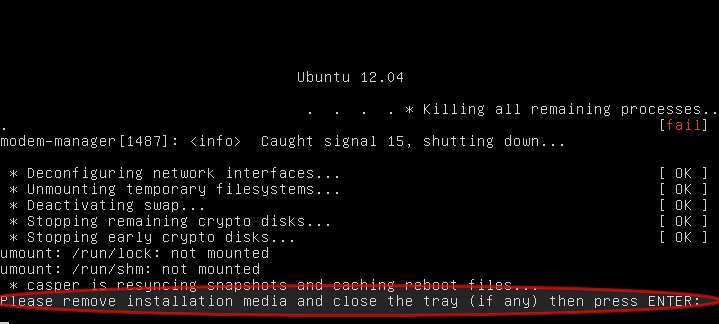 Ubuntu 12.04
. . . . * Killing all remaining processes..
. [fail]
modem-manager[1487]: <info> Caught signal 15, shutting down...
* Deconfiguring network interfaces... [ OK ]
* Unmounting temporary filesystems... [ OK ]
* Deactivating swap... [ OK ]
* Stopping remaining crypto disks... [ OK ]
* Stopping early crypto disks... [ OK ]
umount: /run/lock: not mounted
umount: /run/shm: not mounted
* casper is resyncing snapshots and caching reboot files...
Please remove installation media and close the tray (if any) then press ENTER: